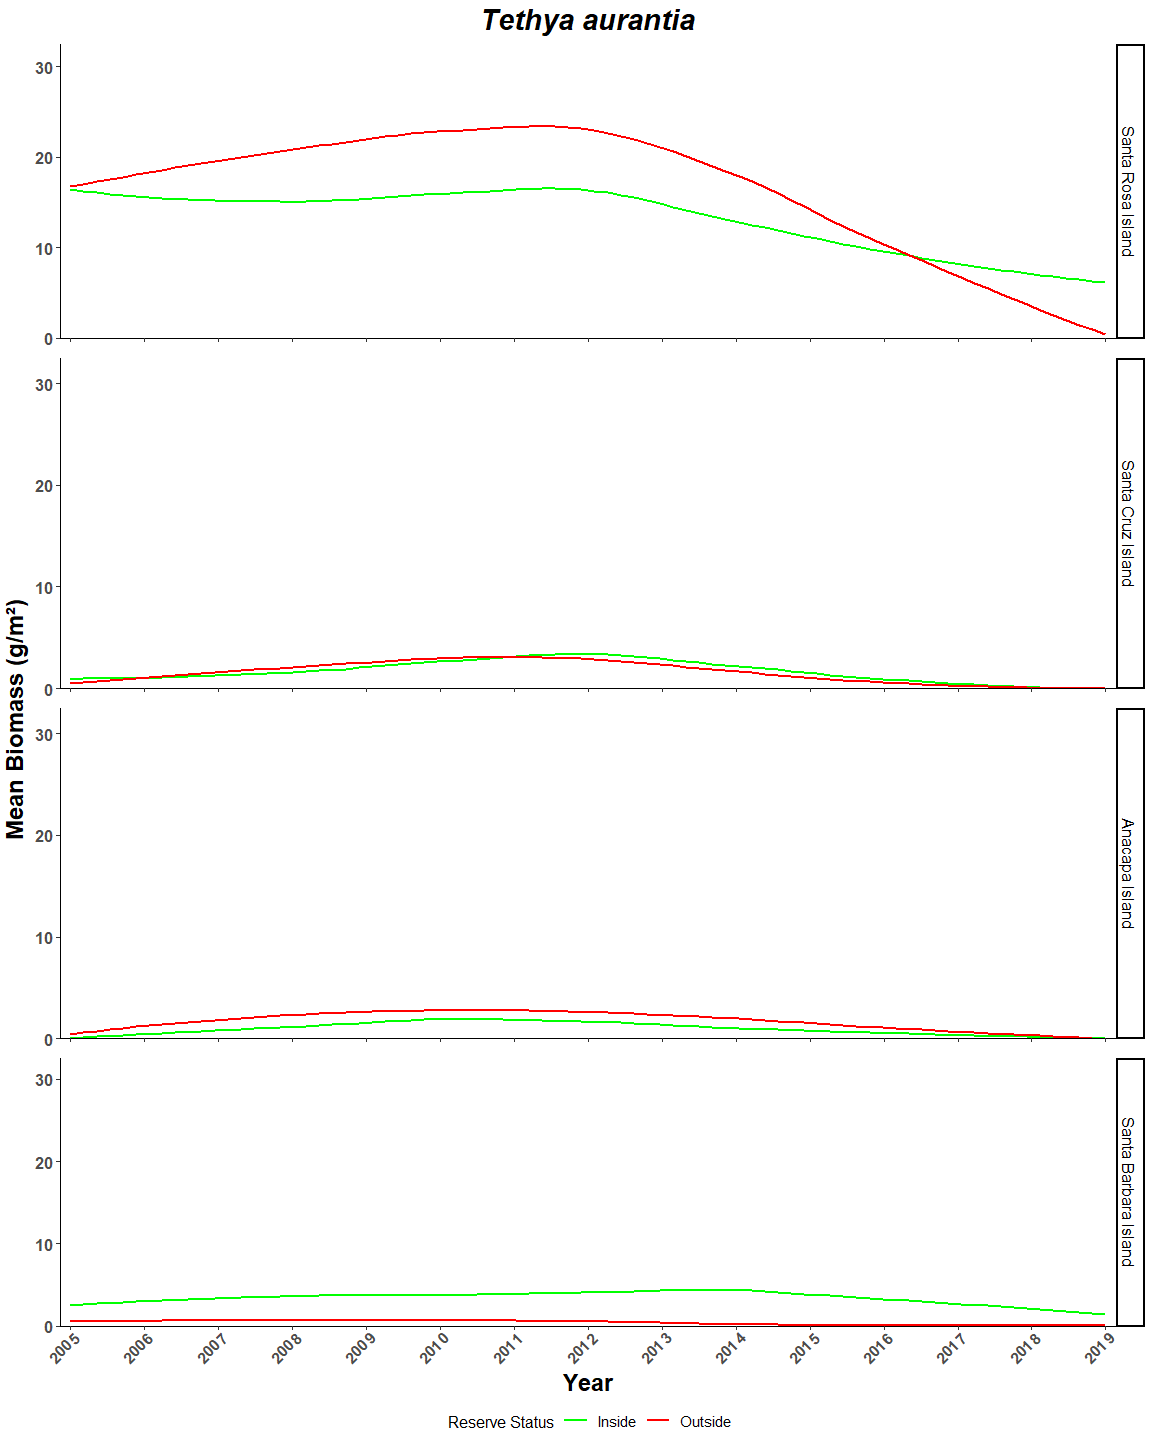 Tethya aurantia
Mean Biomass (g/m²)
30
20
10
0
Santa Rosa Island
30
20
10
0
Santa Cruz Island
30
20
10
0
Anacapa Island
30
20
10
0
Santa Barbara Island
2005 2006 2007 2008 2009 2010 2011 2012 2013 2014 2015 2016 2017 2018 2019
Year
Reserve Status Inside Outside